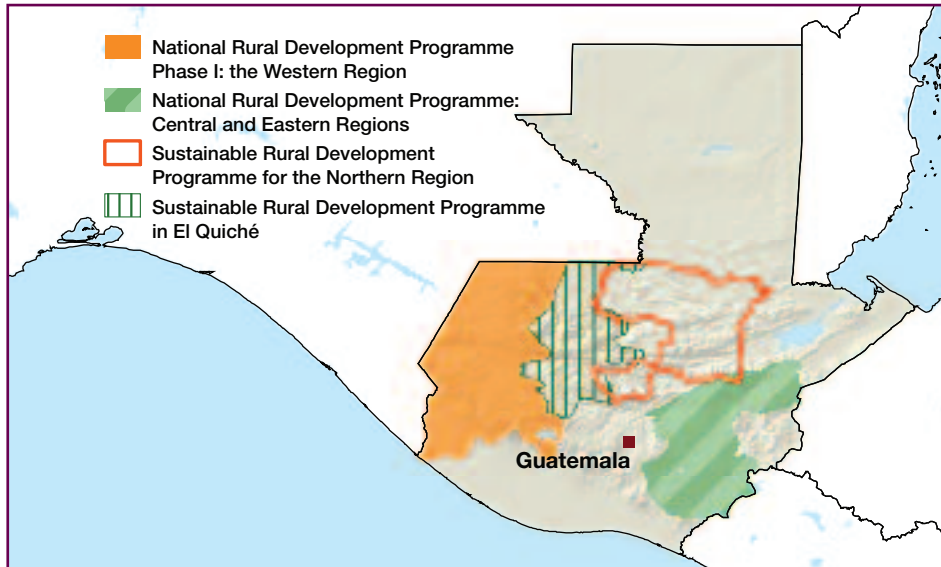 National Rural Development Programme
Phase I: the Western Region
National Rural Development Programme:
Central and Eastern Regions
Sustainable Rural Development
Programme for the Northern Region
Sustainable Rural Development Programme
in El Quiché
Guatemala